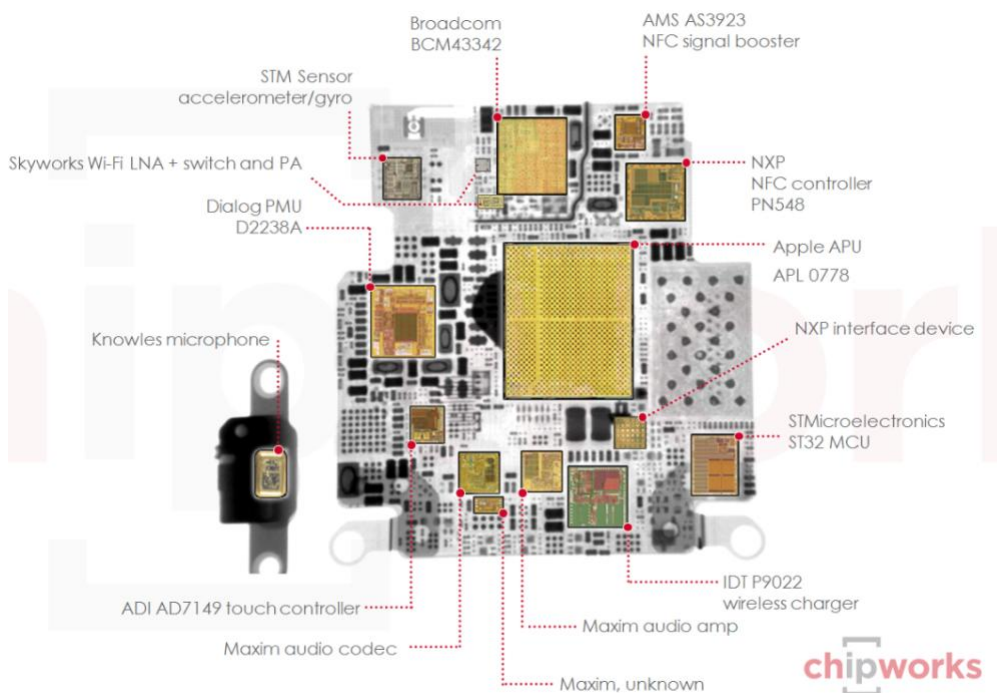 Broadcom
BCM43342
AMS AS3923
NFC signal booster
STM Sensor
accelerometer/gyro
Skyworks Wi-Fi LNA + switch and PA
NXP
NFC controller
PN548
Dialog PMU
D2238A
Apple APU
APL 0778
NXP interface device
Knowles microphone
STMicroelectronics
ST32 MCU
IDT P9022
wireless charger
ADI AD7149 touch controller
Maxim audio amp
Maxim audio codec
Maxim, unknown
chipworks